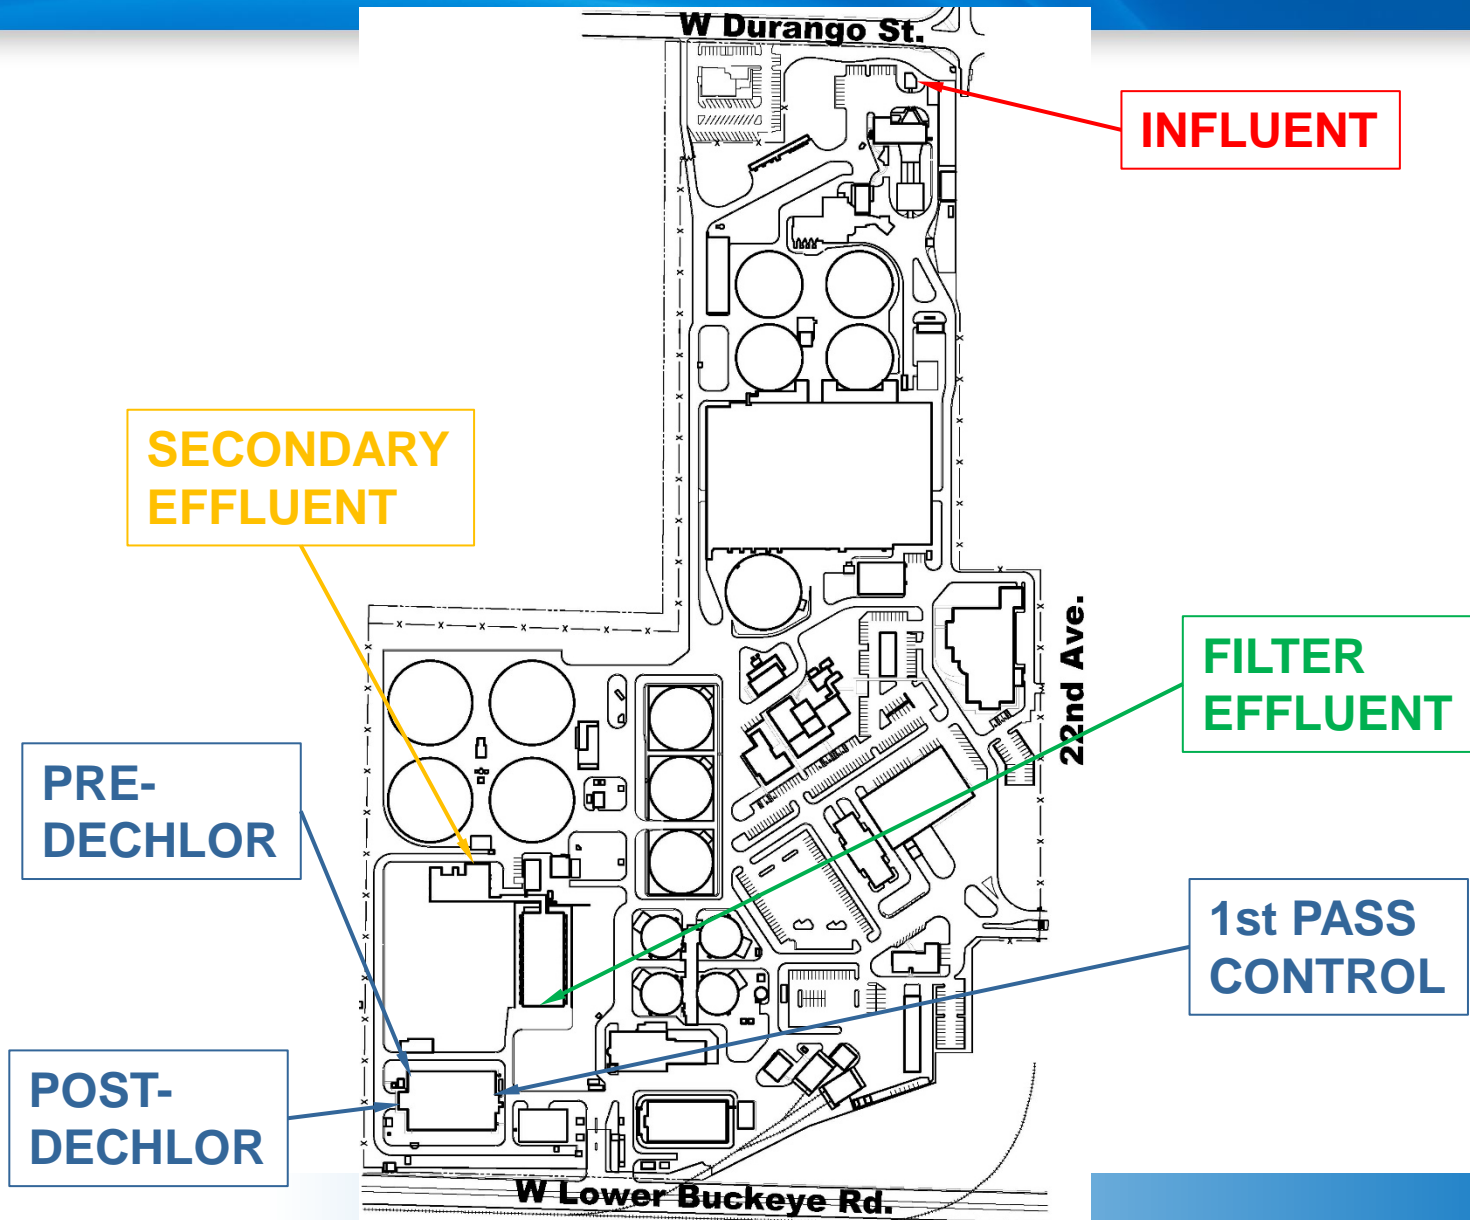 W Durango St.
INFLUENT
SECONDARY
EFFLUENT
22nd Ave.
FILTER
EFFLUENT
PRE-
DECHLOR
1st PASS
CONTROL
POST-
DECHLOR
W Lower Buckeye Rd.